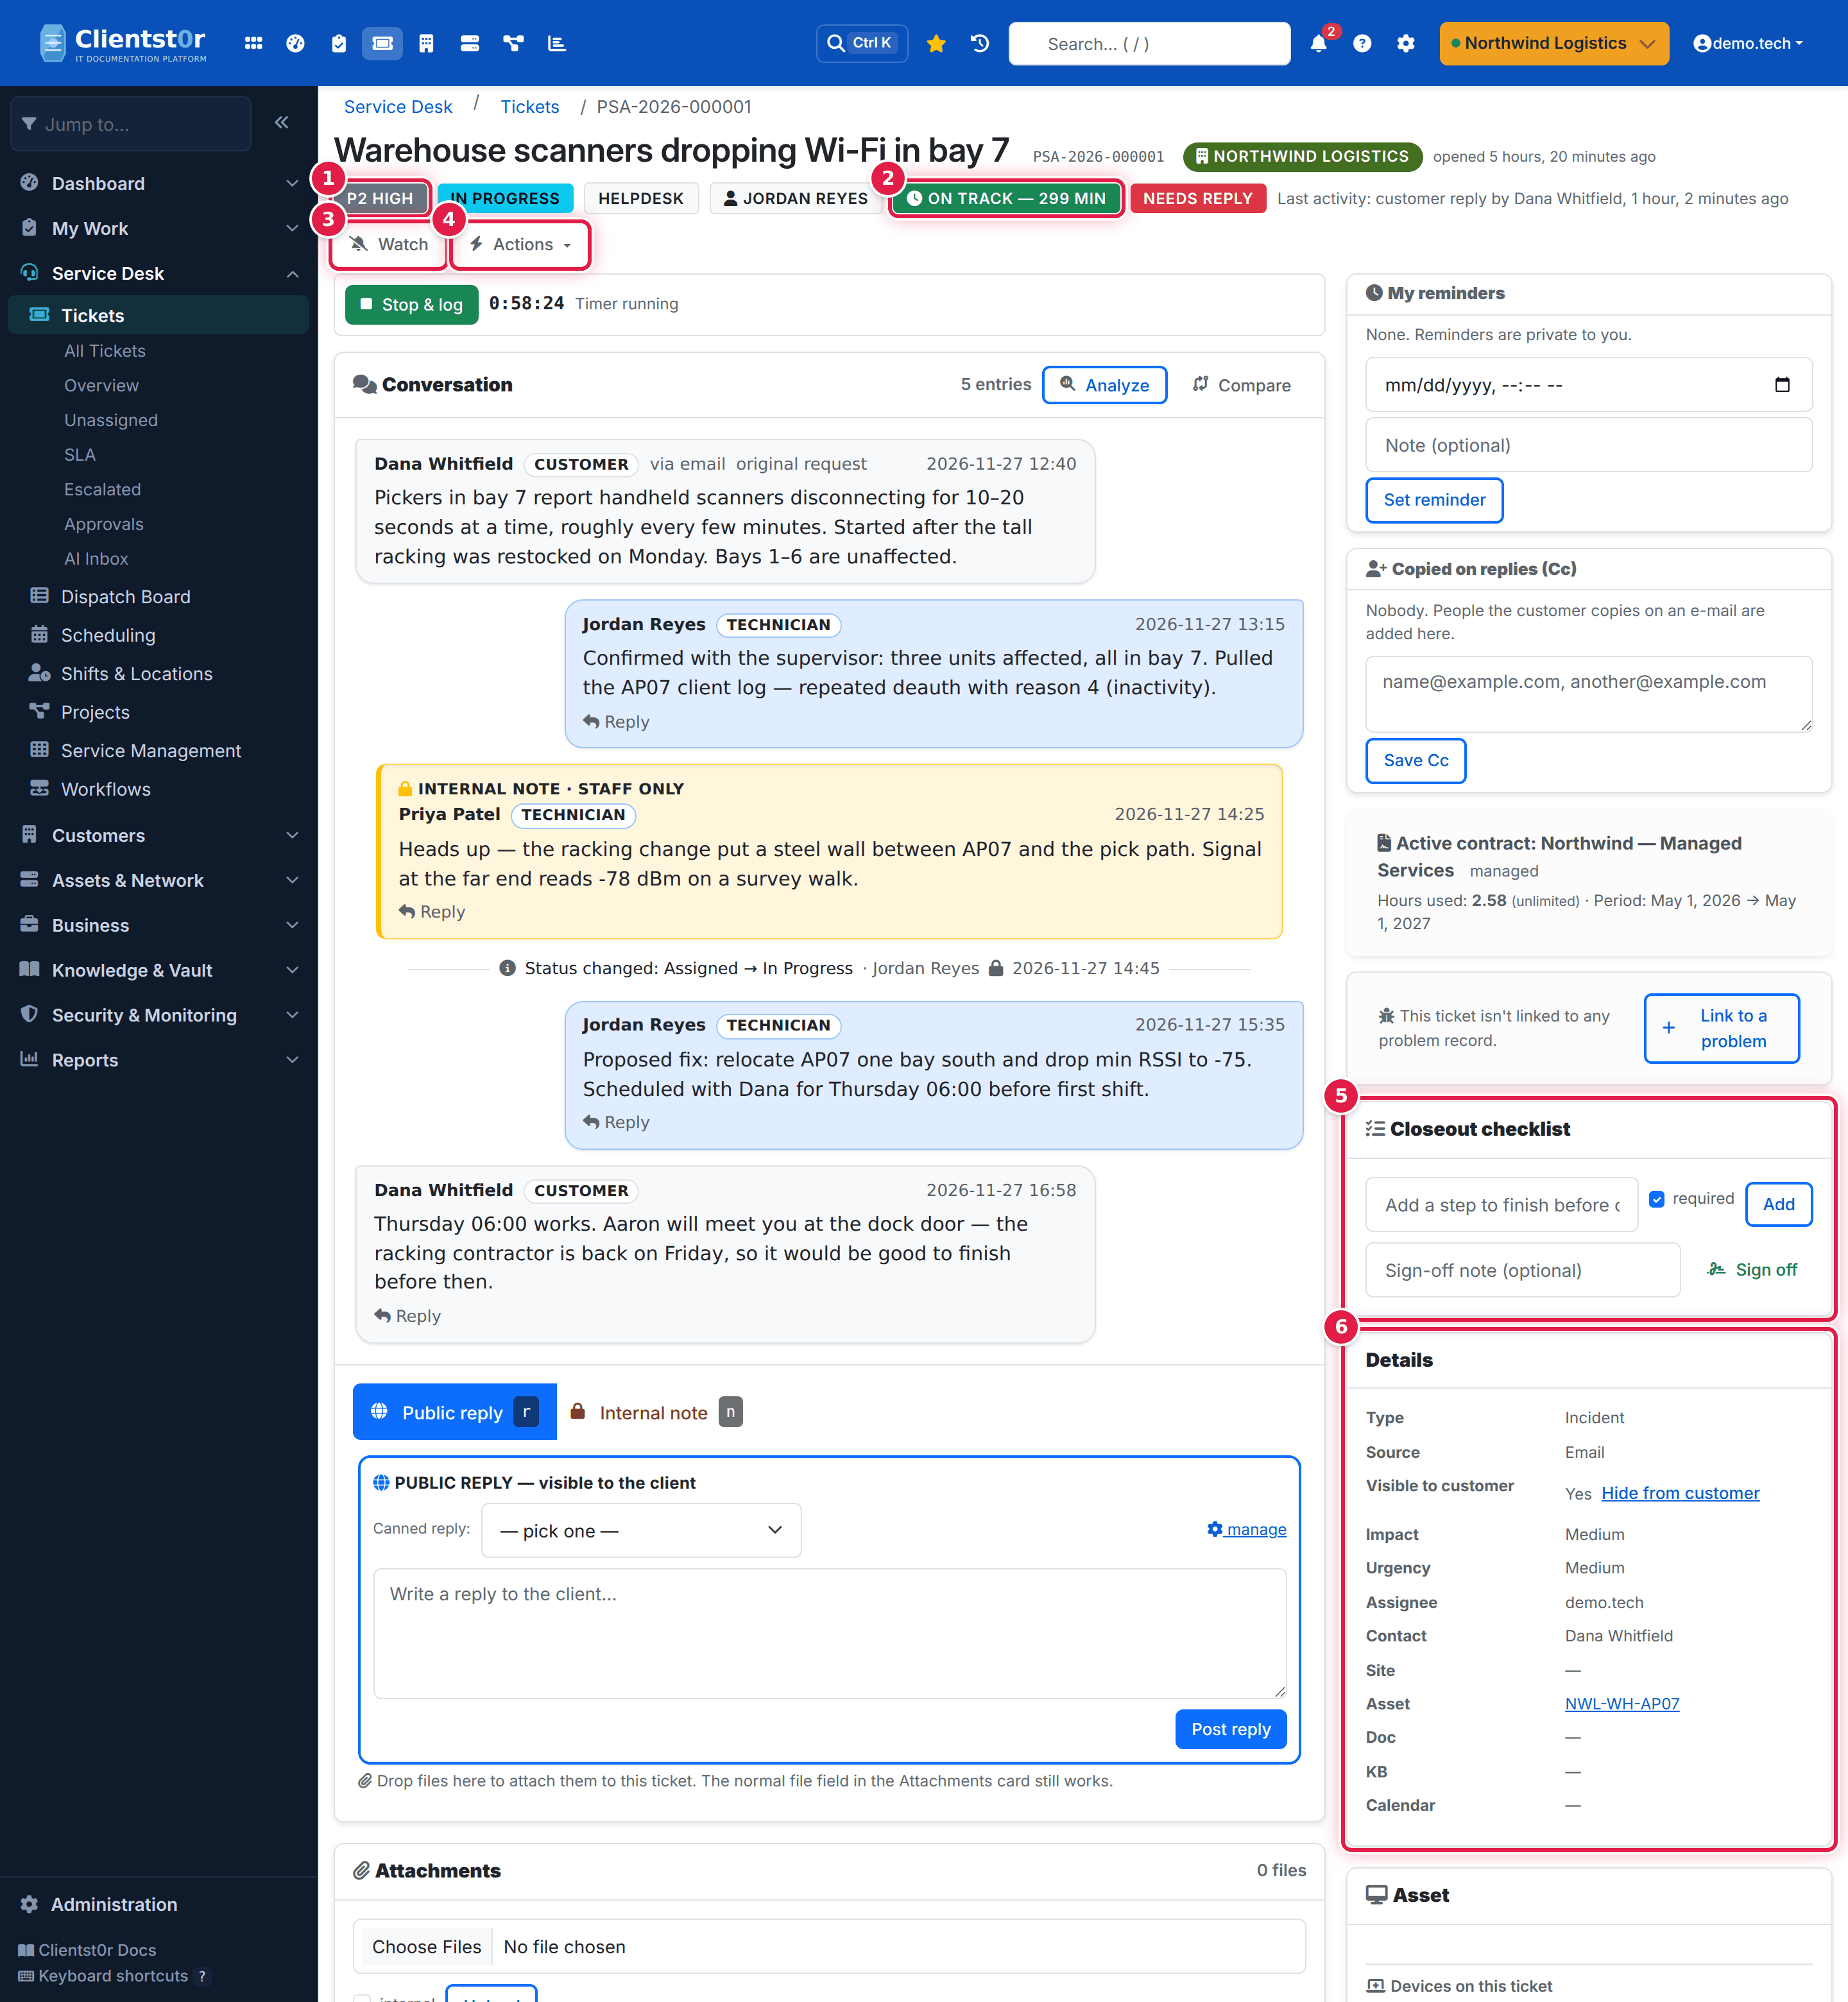 Clientst0r
IT DOCUMENTATION PLATFORM
Ctrl K
Search... ( / )
2
Northwind Logistics
demo.tech
Jump to...
Dashboard
My Work
Service Desk
Tickets
All Tickets
Overview
Unassigned
SLA
Escalated
Approvals
AI Inbox
Dispatch Board
Scheduling
Shifts & Locations
Projects
Service Management
Workflows
Customers
Assets & Network
Business
Knowledge & Vault
Security & Monitoring
Reports
Administration
Clientst0r Docs
Keyboard shortcuts ?
Service Desk / Tickets / PSA-2026-000001
Warehouse scanners dropping Wi-Fi in bay 7 PSA-2026-000001 NORTHWIND LOGISTICS opened 5 hours, 20 minutes ago
1 P2 HIGH IN PROGRESS HELPDESK JORDAN REYES 2 ON TRACK — 299 MIN NEEDS REPLY Last activity: customer reply by Dana Whitfield, 1 hour, 2 minutes ago
3 Watch 4 Actions
Stop & log 0:58:24 Timer running
Conversation 5 entries Analyze Compare
Dana Whitfield CUSTOMER via email original request 2026-11-27 12:40
Pickers in bay 7 report handheld scanners disconnecting for 10–20
seconds at a time, roughly every few minutes. Started after the tall
racking was restocked on Monday. Bays 1–6 are unaffected.
Jordan Reyes TECHNICIAN 2026-11-27 13:15
Confirmed with the supervisor: three units affected, all in bay 7. Pulled
the AP07 client log — repeated deauth with reason 4 (inactivity).
Reply
INTERNAL NOTE · STAFF ONLY
Priya Patel TECHNICIAN 2026-11-27 14:25
Heads up — the racking change put a steel wall between AP07 and the pick path. Signal
at the far end reads -78 dBm on a survey walk.
Reply
Status changed: Assigned → In Progress · Jordan Reyes 2026-11-27 14:45
Jordan Reyes TECHNICIAN 2026-11-27 15:35
Proposed fix: relocate AP07 one bay south and drop min RSSI to -75.
Scheduled with Dana for Thursday 06:00 before first shift.
Reply
Dana Whitfield CUSTOMER 2026-11-27 16:58
Thursday 06:00 works. Aaron will meet you at the dock door — the
racking contractor is back on Friday, so it would be good to finish
before then.
Reply
Public reply r Internal note n
PUBLIC REPLY — visible to the client
Canned reply: — pick one — manage
Write a reply to the client...
Post reply
Drop files here to attach them to this ticket. The normal file field in the Attachments card still works.
Attachments 0 files
Choose Files No file chosen
My reminders
None. Reminders are private to you.
mm/dd/yyyy, --:-- --
Note (optional)
Set reminder
Copied on replies (Cc)
Nobody. People the customer copies on an e-mail are
added here.
name@example.com, another@example.com
Save Cc
Active contract: Northwind — Managed
Services managed
Hours used: 2.58 (unlimited) · Period: May 1, 2026 → May
1, 2027
This ticket isn't linked to any
problem record.
+ Link to a
problem
5
Closeout checklist
Add a step to finish before required Add
Sign-off note (optional) Sign off
6
Details
Type Incident
Source Email
Visible to customer Yes Hide from customer
Impact Medium
Urgency Medium
Assignee demo.tech
Contact Dana Whitfield
Site —
Asset NWL-WH-AP07
Doc —
KB —
Calendar —
Asset
Devices on this ticket